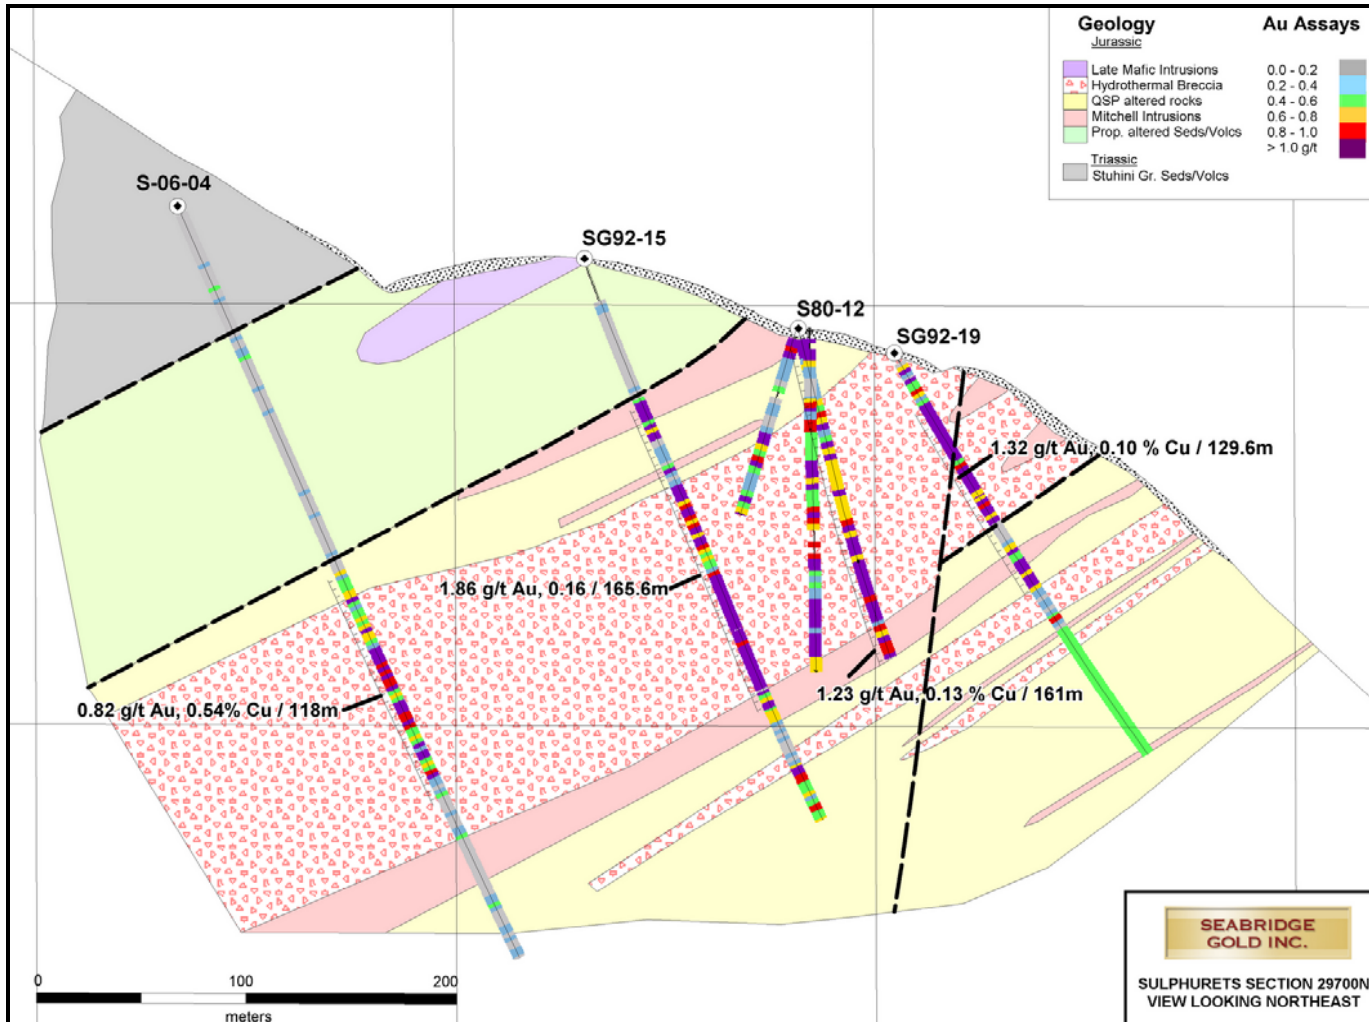 Geology
Au Assays
Jurassic
Late Mafic Intrusions
0.0 - 0.2
Hydrothermal Breccia
0.2 - 0.4
QSP altered rocks
0.4 - 0.6
Mitchell Intrusions
0.6 - 0.8
Prop. altered Seds/Volcs
0.8 - 1.0
> 1.0 g/t
Triassic
Stuhini Gr. Seds/Volcs
S-06-04
SG92-15
S80-12
SG92-19
1.32 g/t Au, 0.10 % Cu / 129.6m
1.86 g/t Au, 0.16 / 165.6m
1.23 g/t Au, 0.13 % Cu / 161m
0.82 g/t Au, 0.54% Cu / 118m
0 100 200
meters
SEABRIDGE
GOLD INC.
SULPHURETS SECTION 29700N
VIEW LOOKING NORTHEAST